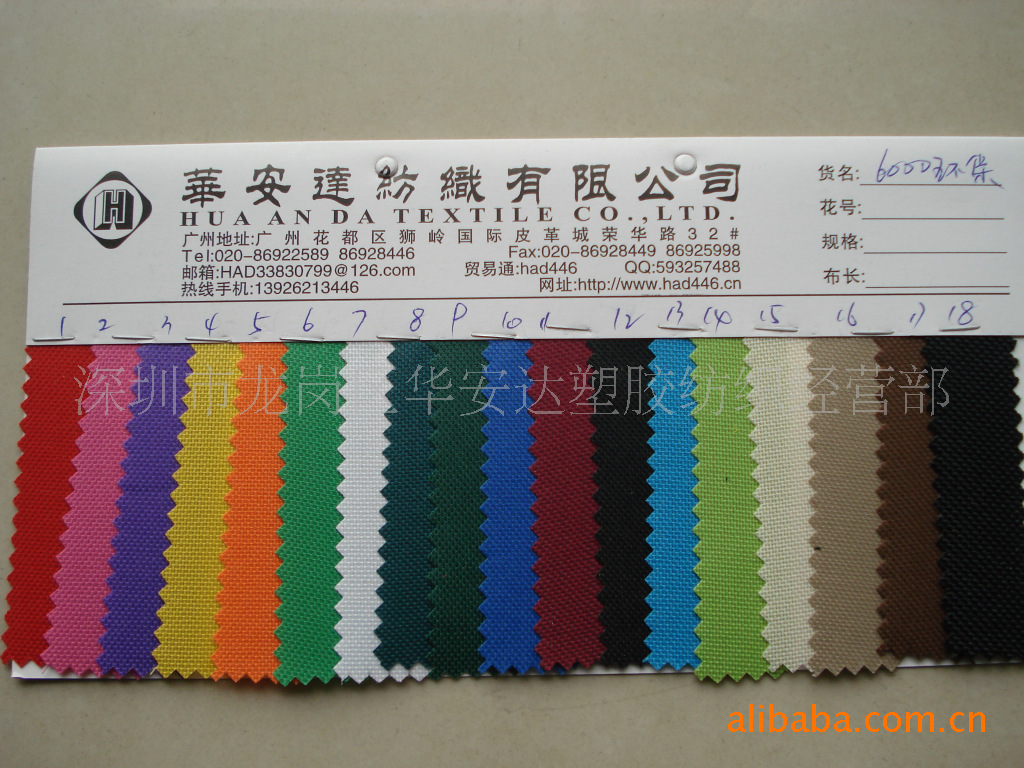 華安達紡織有限公司
HUA AN DA TEXTILE CO.,LTD.
广州地址:广州花都区狮岭国际皮革城荣华路32#
Tel:020-86922589 86928446 Fax:020-86928449 86925998
邮箱:HAD33830799@126.com 贸易通:had446 QQ:593257488
热线手机:13926213446 网址:http://www.had446.cn
货名:
花号:
规格:
布长:
H
1 2 3 4 5 6 7 8 9 10 11 12 13 14 15 16 17 18
深圳市龙岗 华安达塑胶纺织经营部
alibaba.com.cn